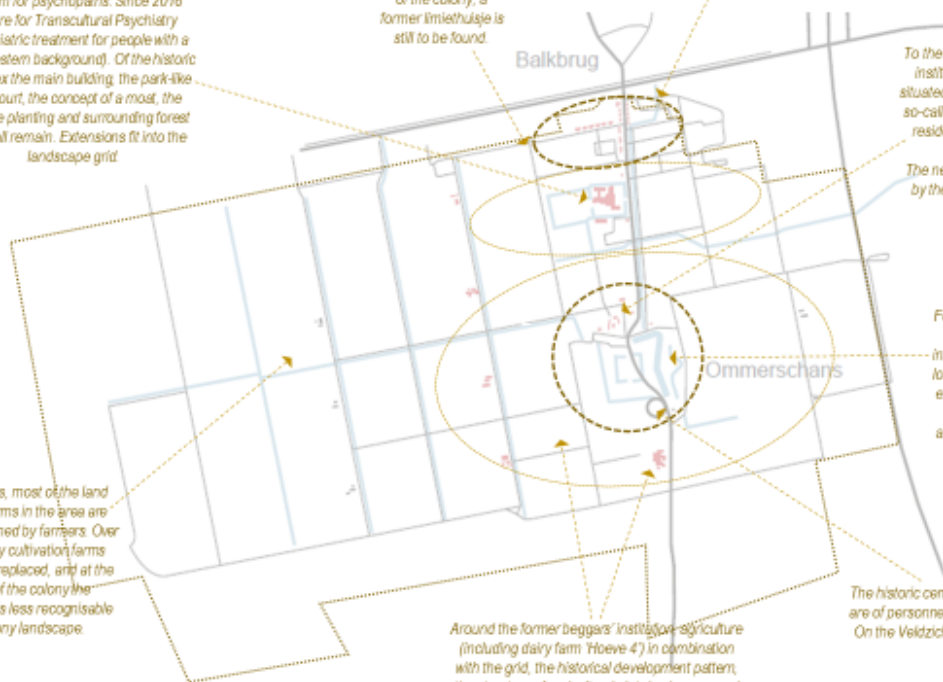 for psychopaths. Since 2016
re for Transcultural Psychiatry
iatric treatment for people with a
stern background). Of the historic
x the main building, the park-like
ourt, the concept of a moat, the
e planting and surrounding forest
all remain. Extensions fit into the
landscape grid.
of the colony, a
former limiethuisje is
still to be found.
Balkbrug
To the
instit
situated
so-call
resid
The ne
by the
Ommerschans
in
lo
e
a
s, most of the land
rms in the area are
ned by farmers. Over
y cultivation farms
replaced, and at the
of the colony the
s less recognisable
ny landscape.
Around the former beggars' institution agriculture
(including dairy farm 'Hoeve 4') in combination
with the grid, the historical development pattern,
The historic cen
are of personne
On the Veldzich